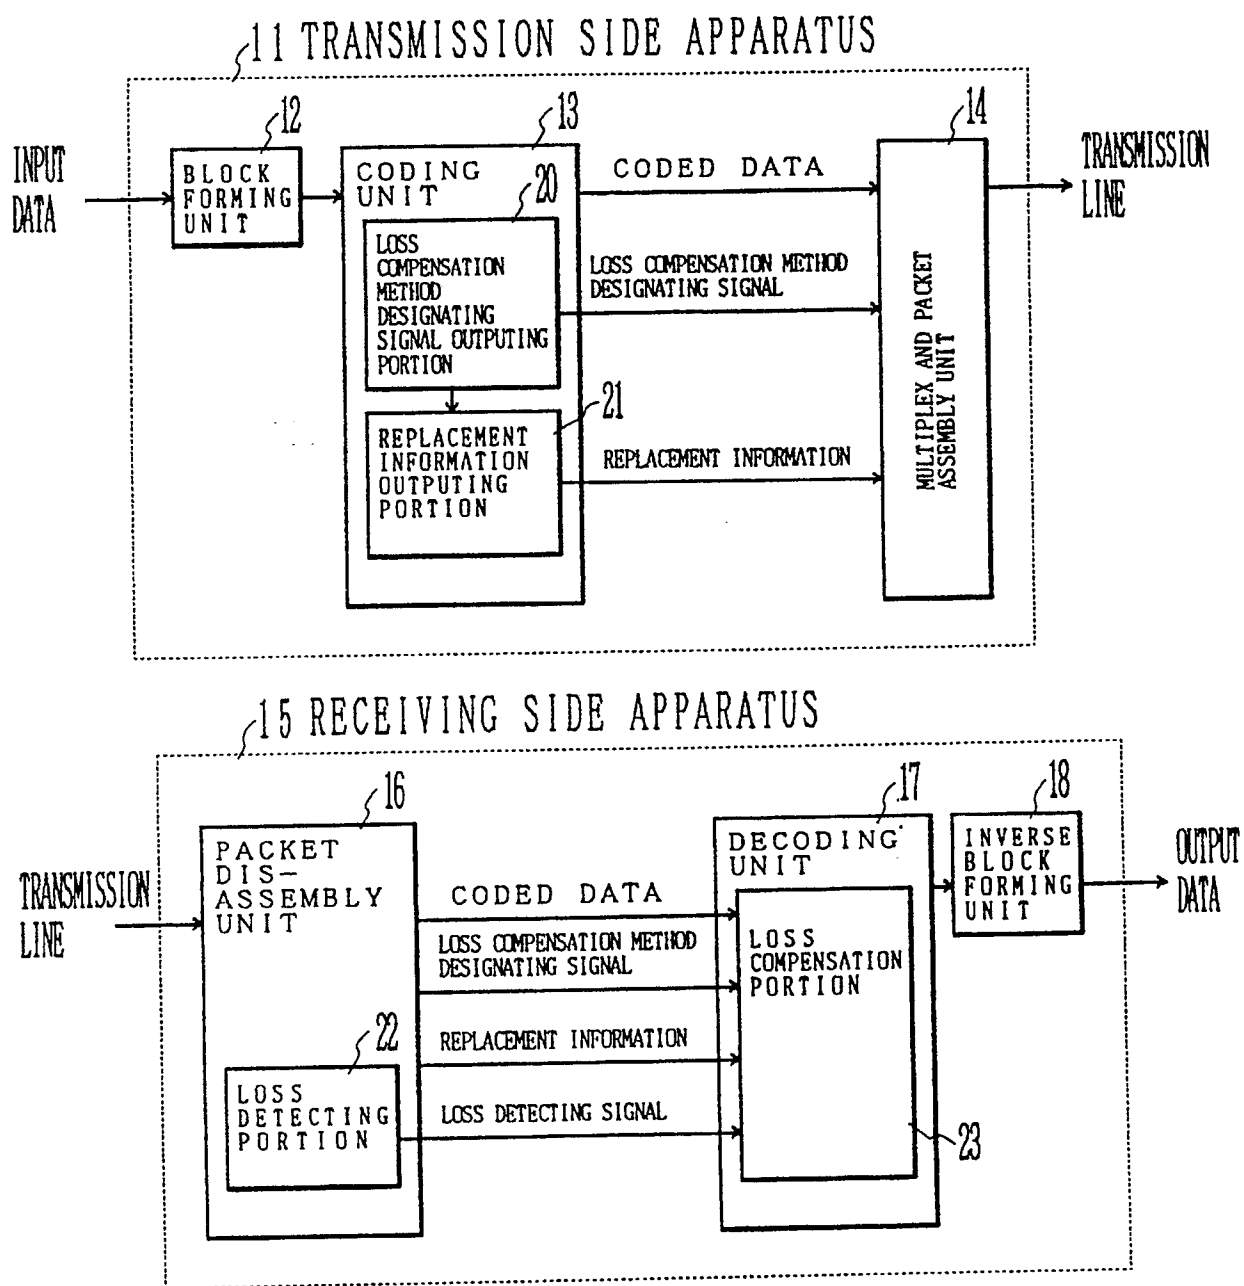 11 TRANSMISSION SIDE APPARATUS
INPUT
DATA
12
BLOCK
FORMING
UNIT
13
CODING
UNIT
20
LOSS
COMPENSATION
METHOD
DESIGNATING
SIGNAL OUTPUTING
PORTION
21
REPLACEMENT
INFORMATION
OUTPUTING
PORTION
CODED DATA
LOSS COMPENSATION METHOD
DESIGNATING SIGNAL
REPLACEMENT INFORMATION
14
MULTIPLEX AND PACKET
ASSEMBLY UNIT
TRANSMISSION
LINE
15 RECEIVING SIDE APPARATUS
TRANSMISSION
LINE
16
PACKET
DIS-
ASSEMBLY
UNIT
22
LOSS
DETECTING
PORTION
CODED DATA
LOSS COMPENSATION METHOD
DESIGNATING SIGNAL
REPLACEMENT INFORMATION
LOSS DETECTING SIGNAL
17
DECODING
UNIT
LOSS
COMPENSATION
PORTION
23
18
INVERSE
BLOCK
FORMING
UNIT
OUTPUT
DATA